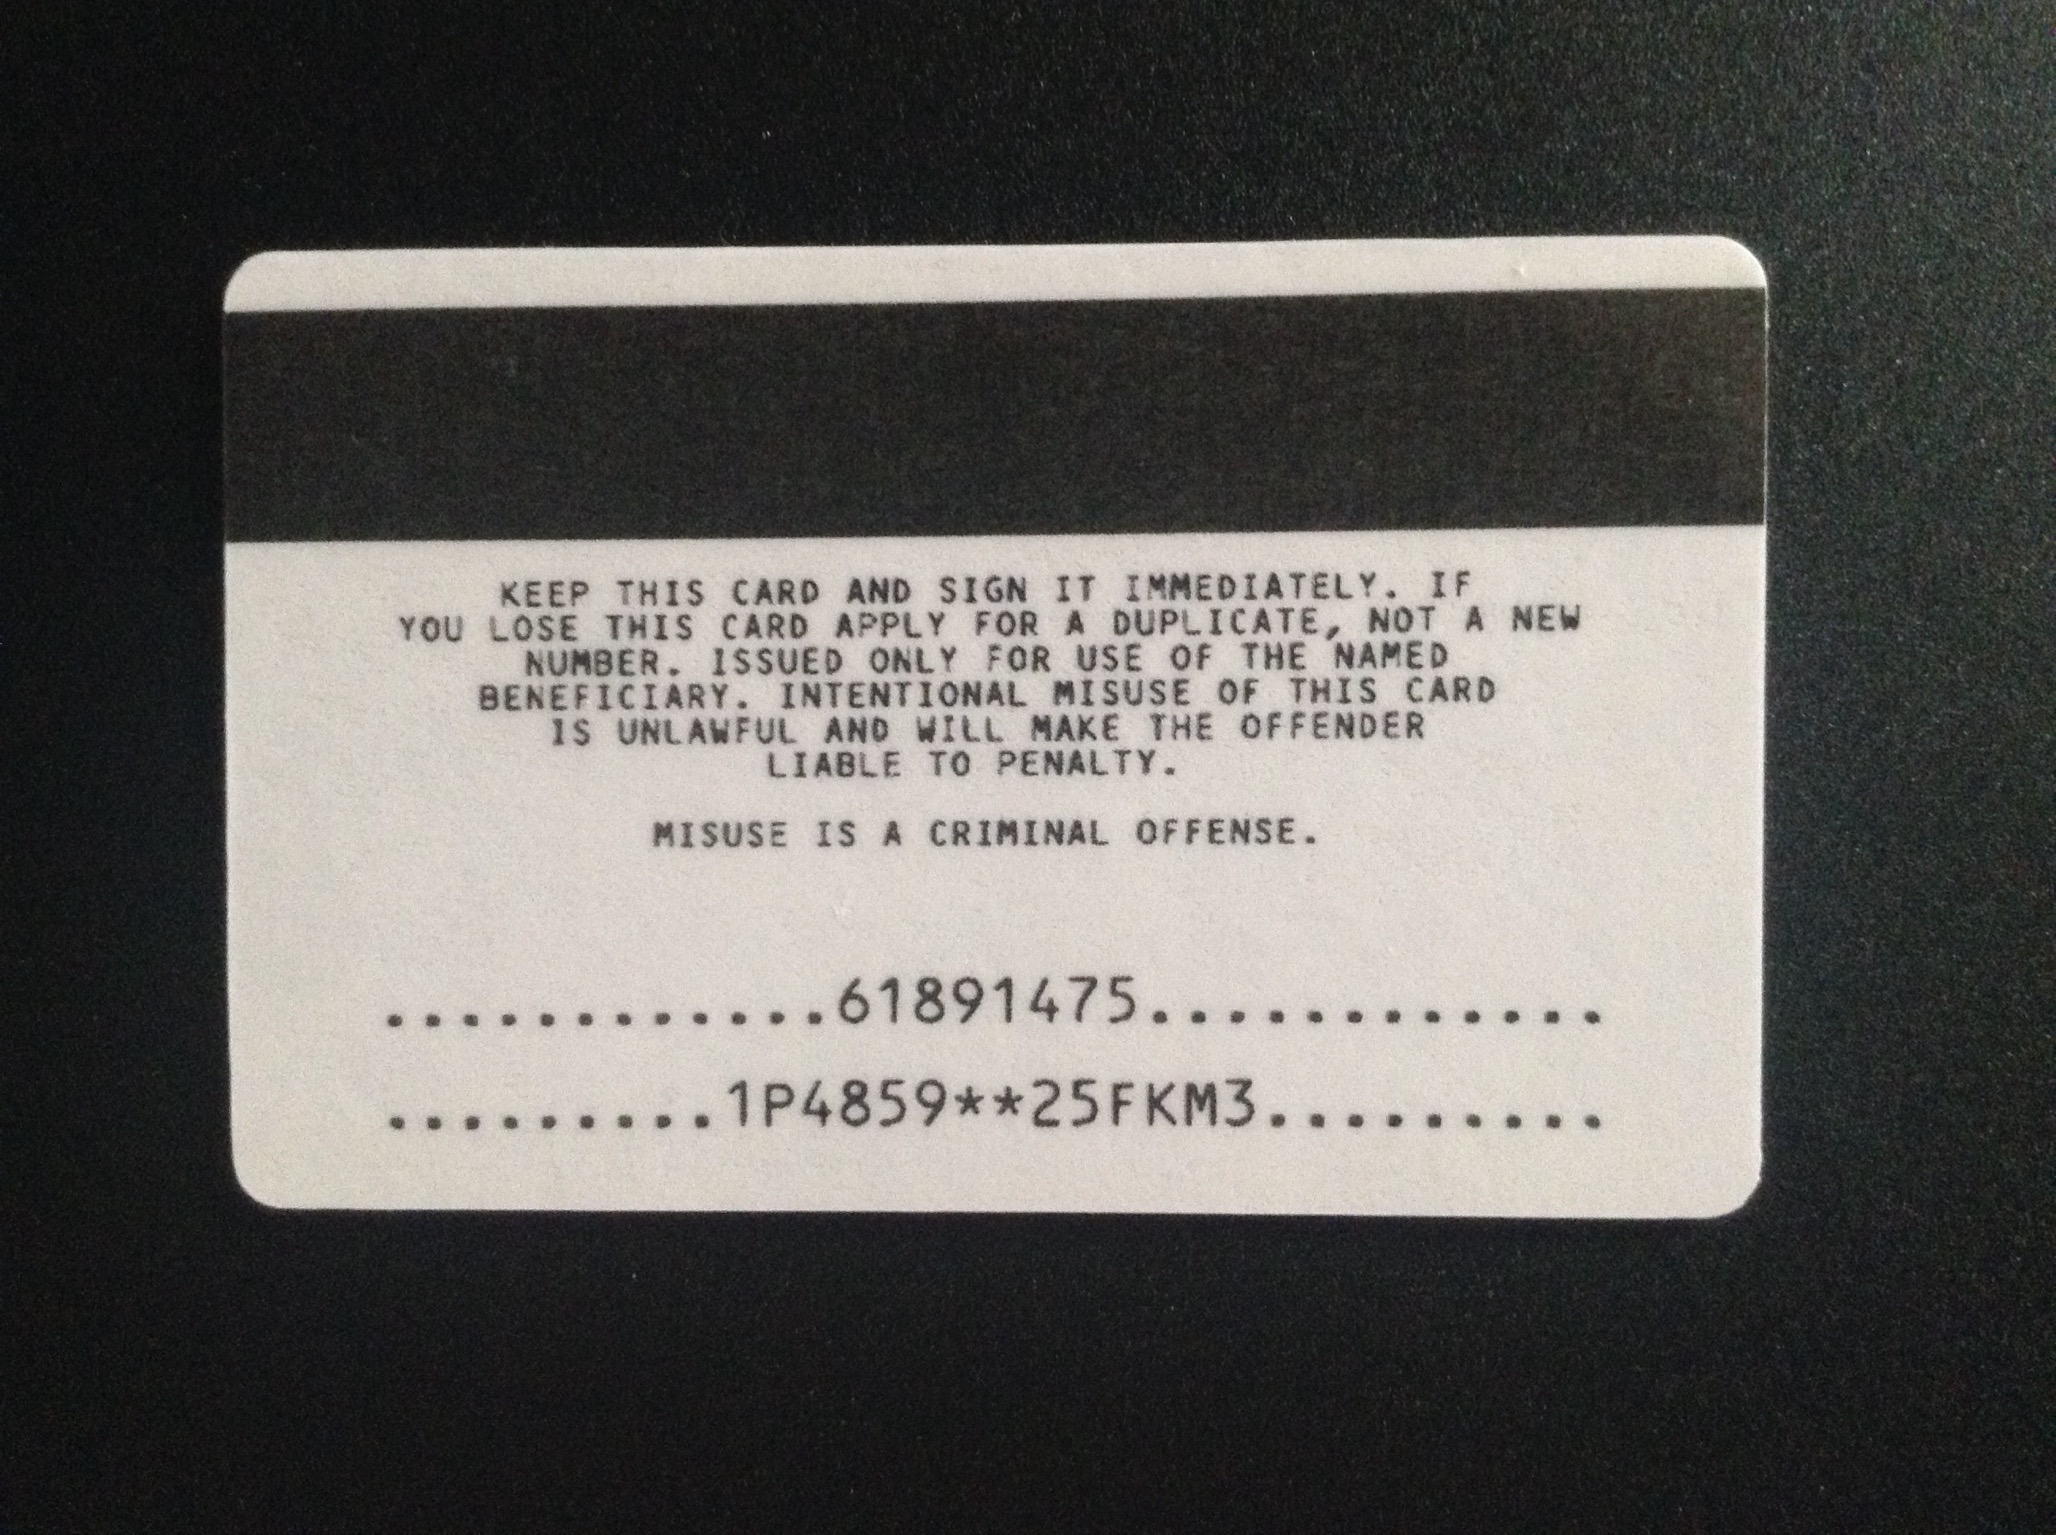 KEEP THIS CARD AND SIGN IT IMMEDIATELY. IF
YOU LOSE THIS CARD APPLY FOR A DUPLICATE, NOT A NEW
NUMBER. ISSUED ONLY FOR USE OF THE NAMED
BENEFICIARY. INTENTIONAL MISUSE OF THIS CARD
IS UNLAWFUL AND WILL MAKE THE OFFENDER
LIABLE TO PENALTY.
MISUSE IS A CRIMINAL OFFENSE.
............61891475............
.........1P4859**25FKM3.........